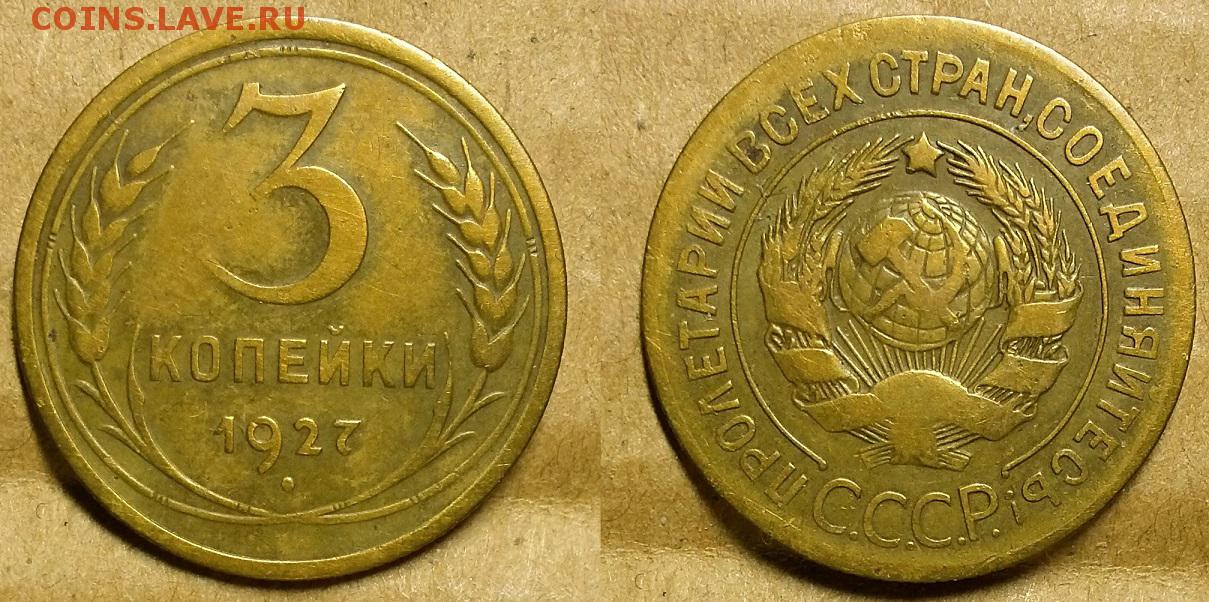 COINS.LAVE.RU
3
КОПЕЙКИ
1927
ПРОЛЕТАРИИ ВСЕХ СТРАН, СОЕДИНЯЙТЕСЬ!
С.С.С.Р.